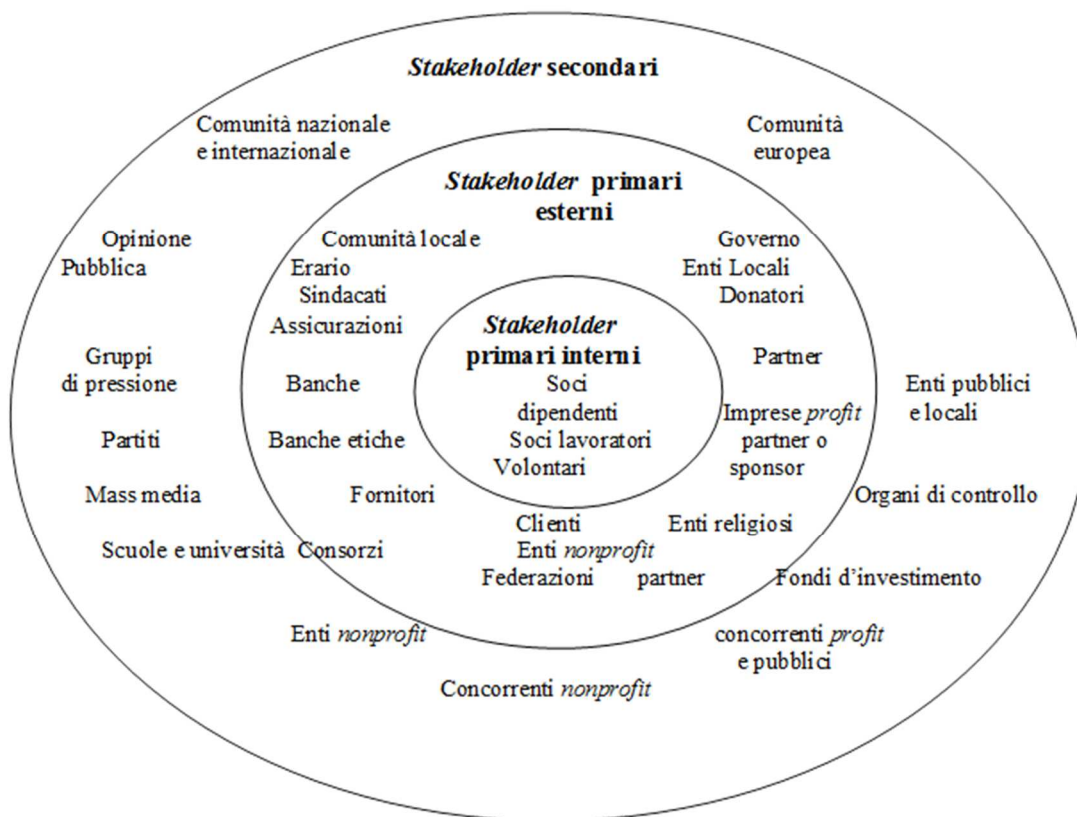 Stakeholder secondari
Comunità nazionale
e internazionale
Comunità
europea
Stakeholder primari
esterni
Opinione
Pubblica
Comunità locale
Erario
Sindacati
Assicurazioni
Governo
Enti Locali
Donatori
Stakeholder
primari interni
Soci
dipendenti
Soci lavoratori
Volontari
Gruppi
di pressione
Banche
Partner
Enti pubblici
e locali
Partiti
Banche etiche
Imprese profit
partner o
sponsor
Mass media
Fornitori
Organi di controllo
Scuole e università
Consorzi
Clienti
Enti nonprofit
Federazioni partner
Enti religiosi
Fondi d’investimento
Enti nonprofit
concorrenti profit
e pubblici
Concorrenti nonprofit